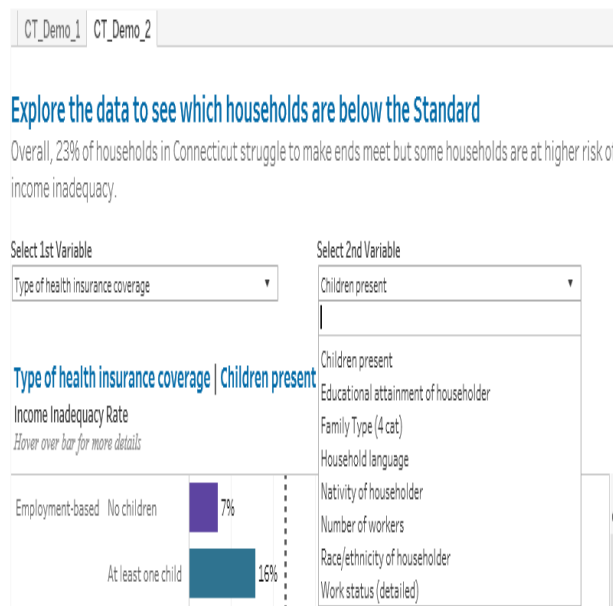 CT_Demo_1 CT_Demo_2
Explore the data to see which households are below the Standard
Overall, 23% of households in Connecticut struggle to make ends meet but some households are at higher risk of
income inadequacy.
Select 1st Variable Select 2nd Variable
Type of health insurance coverage Children present
Children present
Educational attainment of householder
Family Type (4 cat)
Household language
Nativity of householder
Number of workers
Race/ethnicity of householder
Work status (detailed)
Type of health insurance coverage | Children present
Income Inadequacy Rate
Hover over bar for more details
Employment-based No children 7%
At least one child 16%